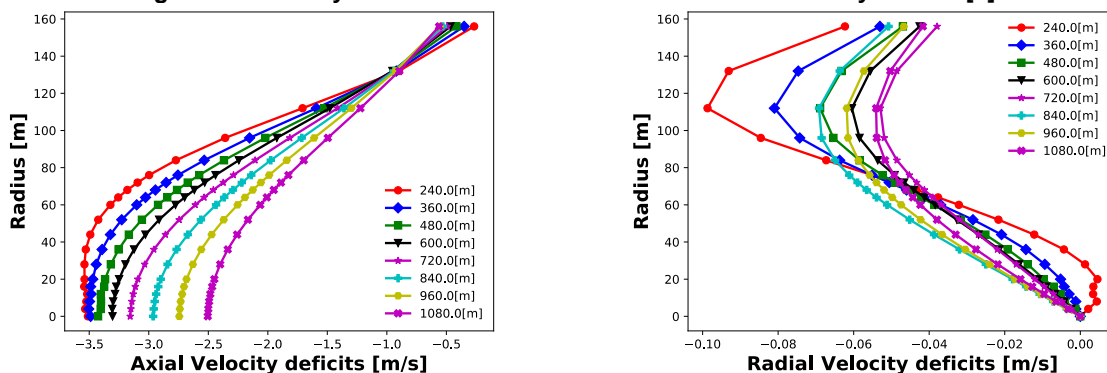 160
140
120
100
80
60
40
20
0
Radius [m]
240.0[m]
360.0[m]
480.0[m]
600.0[m]
720.0[m]
840.0[m]
960.0[m]
1080.0[m]
−3.5 −3.0 −2.5 −2.0 −1.5 −1.0 −0.5
Axial Velocity deficits [m/s]
160
140
120
100
80
60
40
20
0
Radius [m]
240.0[m]
360.0[m]
480.0[m]
600.0[m]
720.0[m]
840.0[m]
960.0[m]
1080.0[m]
−0.10 −0.08 −0.06 −0.04 −0.02 0.00
Radial Velocity deficits [m/s]